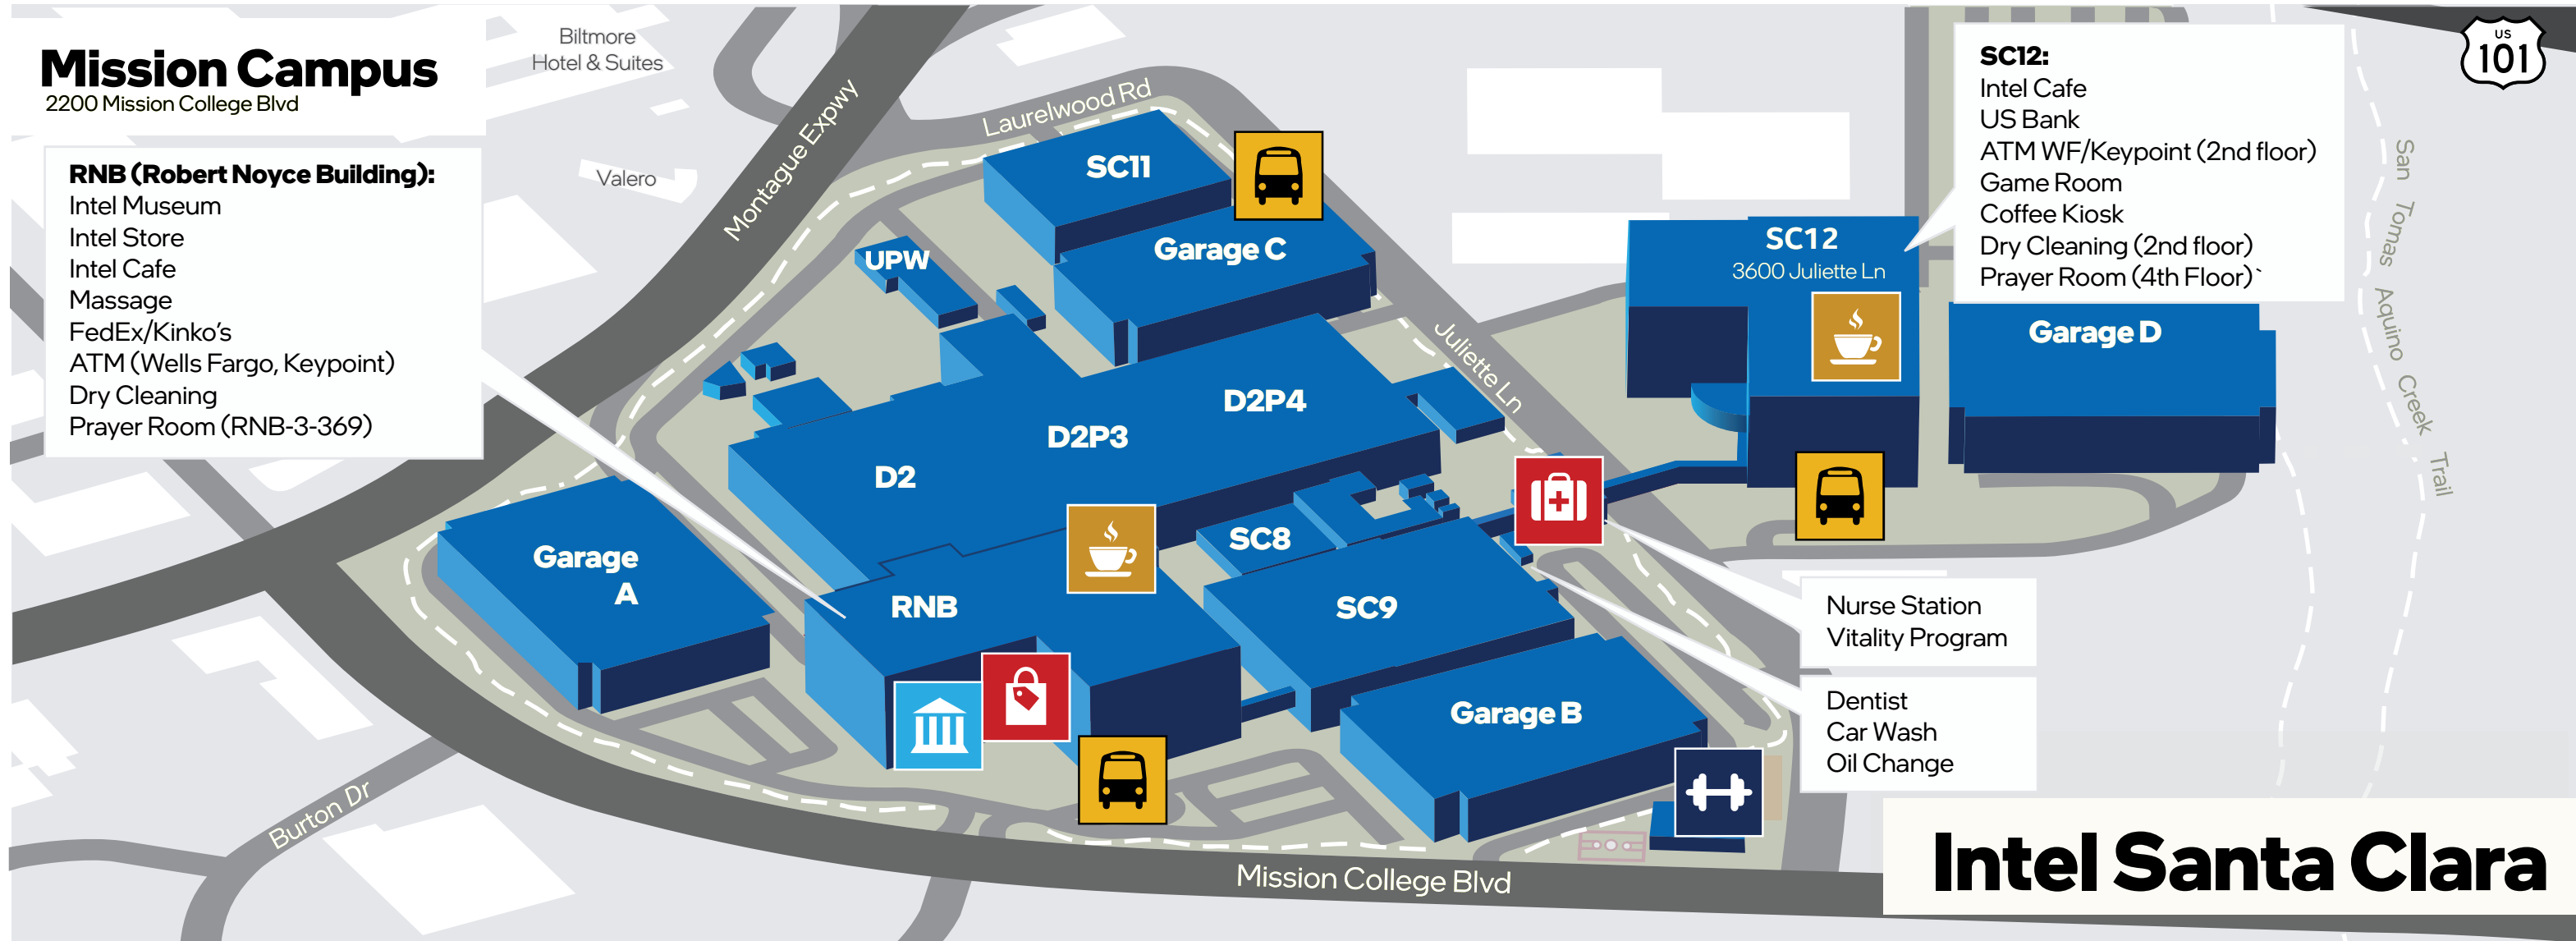 Mission Campus
2200 Mission College Blvd
RNB (Robert Noyce Building):
Intel Museum
Intel Store
Intel Cafe
Massage
FedEx/Kinko's
ATM (Wells Fargo, Keypoint)
Dry Cleaning
Prayer Room (RNB-3-369)
Biltmore
Hotel & Suites
Valero
Montague Expwy
Laurelwood Rd
SC11
Garage C
UPW
D2P4
D2P3
D2
Garage
A
RNB
SC8
SC9
Garage B
Juliette Ln
SC12
3600 Juliette Ln
Garage D
SC12:
Intel Cafe
US Bank
ATM WF/Keypoint (2nd floor)
Game Room
Coffee Kiosk
Dry Cleaning (2nd floor)
Prayer Room (4th Floor)`
US
101
San Tomas Aquino Creek Trail
Nurse Station
Vitality Program
Dentist
Car Wash
Oil Change
Burton Dr
Mission College Blvd
Intel Santa Clara